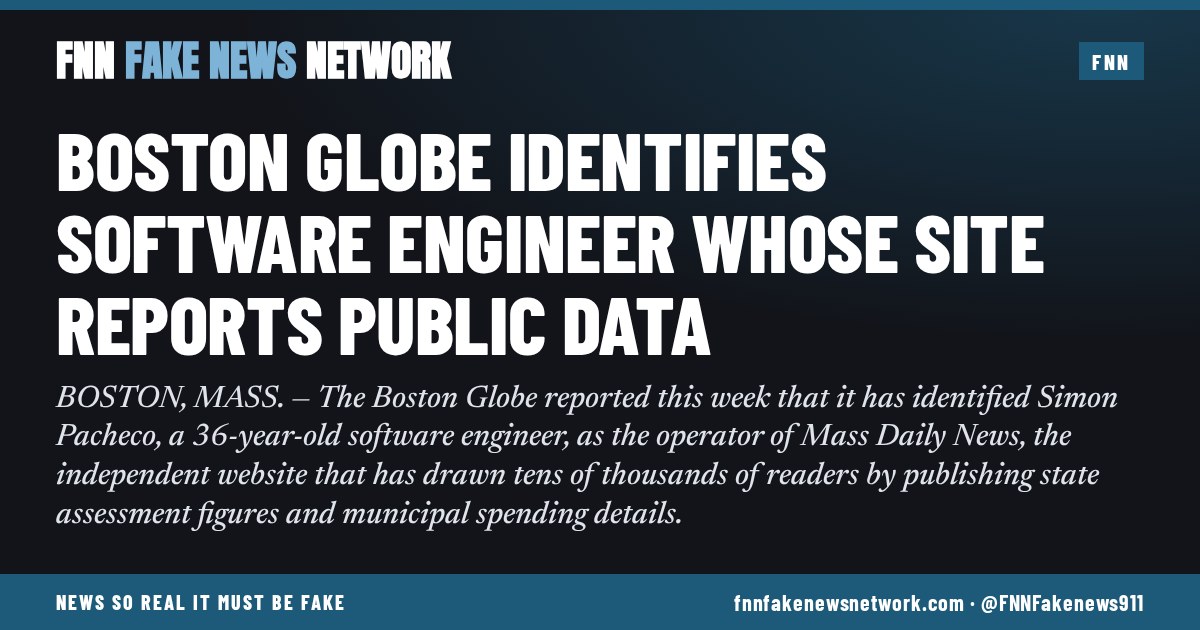 FNN FAKE NEWS NETWORK
FNN
BOSTON GLOBE IDENTIFIES
SOFTWARE ENGINEER WHOSE SITE
REPORTS PUBLIC DATA
BOSTON, MASS. – The Boston Globe reported this week that it has identified Simon
Pacheco, a 36-year-old software engineer, as the operator of Mass Daily News, the
independent website that has drawn tens of thousands of readers by publishing state
assessment figures and municipal spending details.
NEWS SO REAL IT MUST BE FAKE
fnnfakenewsnetwork.com · @FNNFakenews911